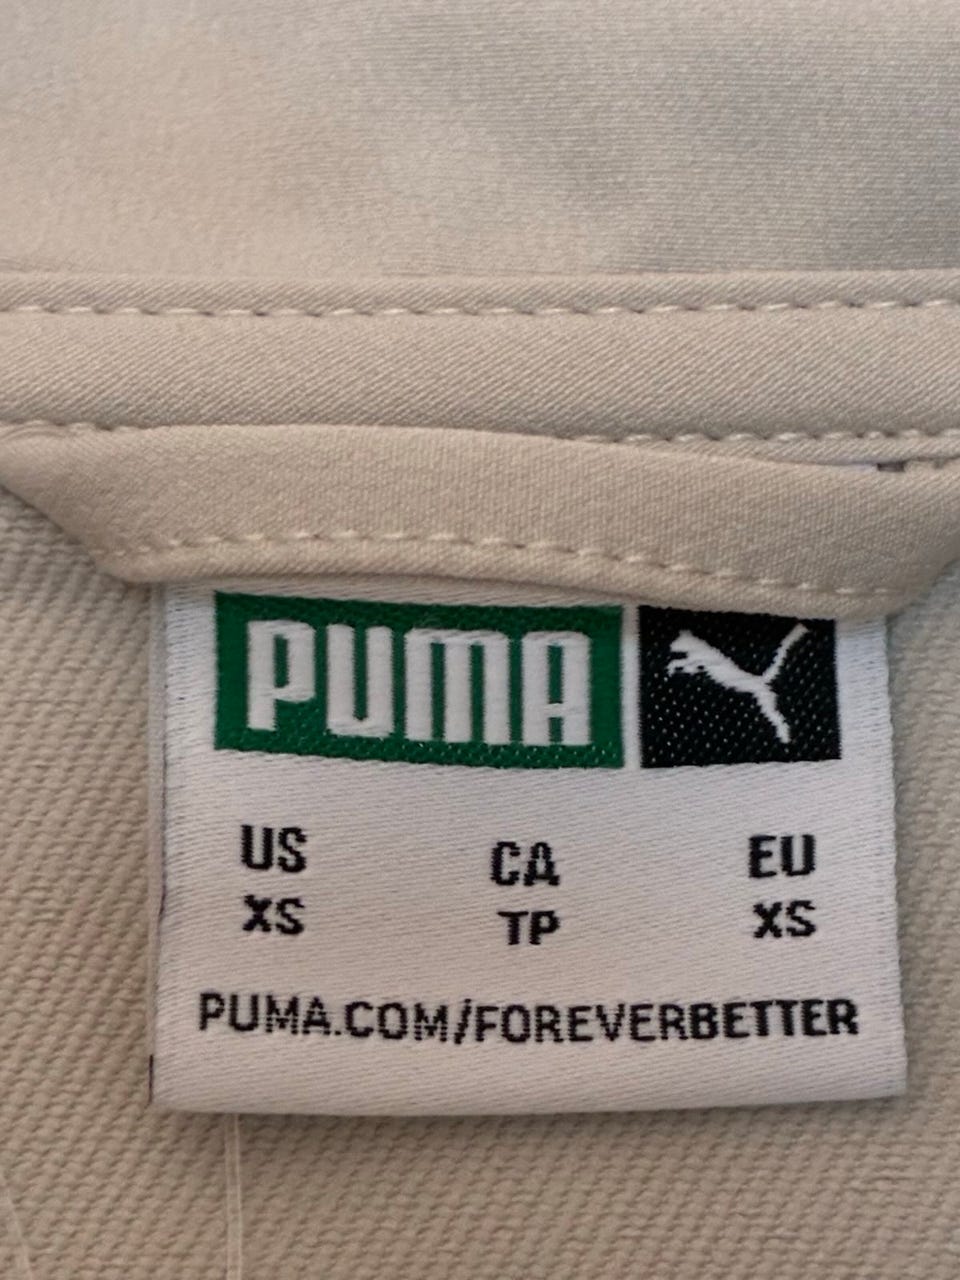 PUMA
US CA EU
XS TP XS
PUMA.COM/FOREVERBETTER